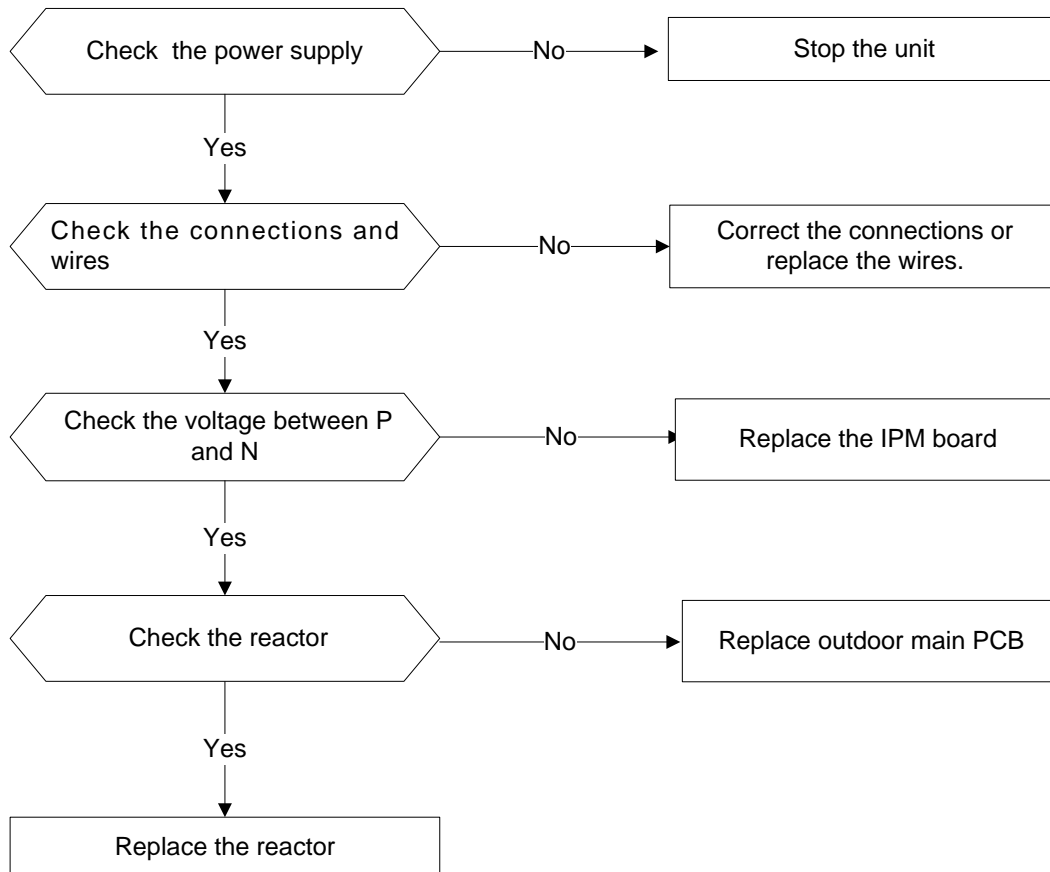 Check the power supply
No
Stop the unit
Yes
Check the connections and
wires
No
Correct the connections or
replace the wires.
Yes
Check the voltage between P
and N
No
Replace the IPM board
Yes
Check the reactor
No
Replace outdoor main PCB
Yes
Replace the reactor